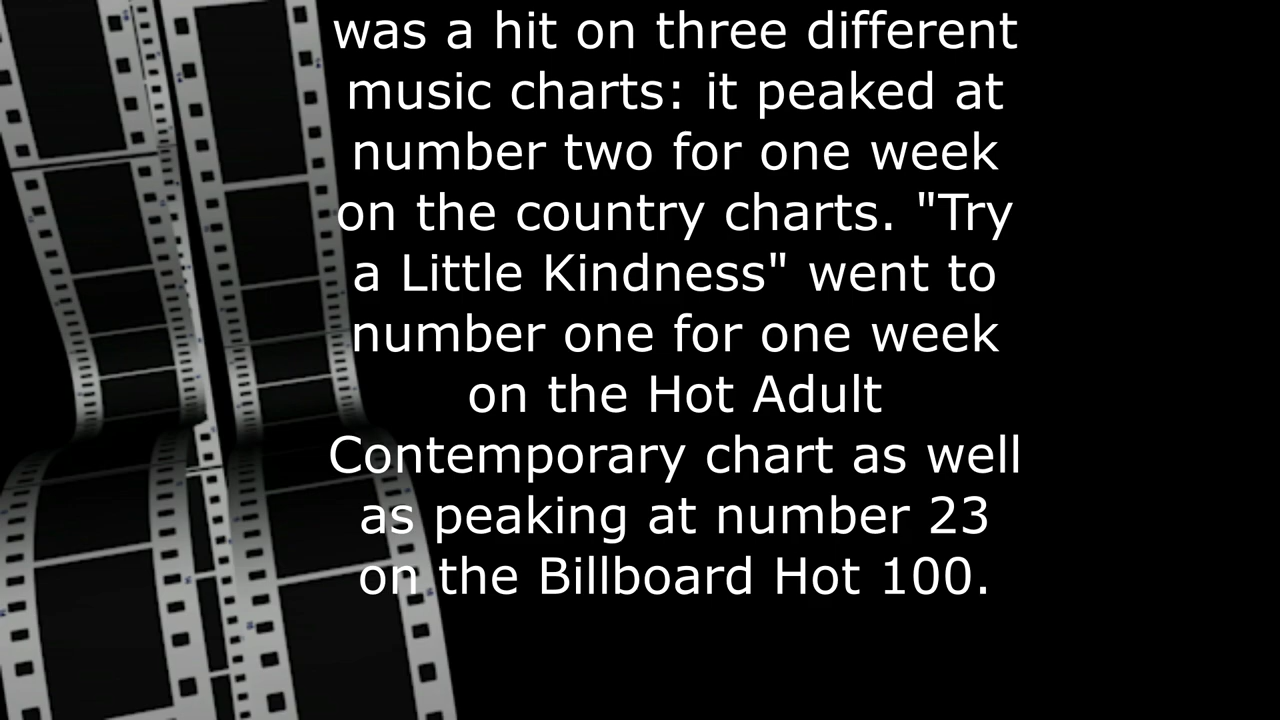 was a hit on three different
music charts: it peaked at
number two for one week
on the country charts. "Try
a Little Kindness" went to
number one for one week
on the Hot Adult
Contemporary chart as well
as peaking at number 23
on the Billboard Hot 100.